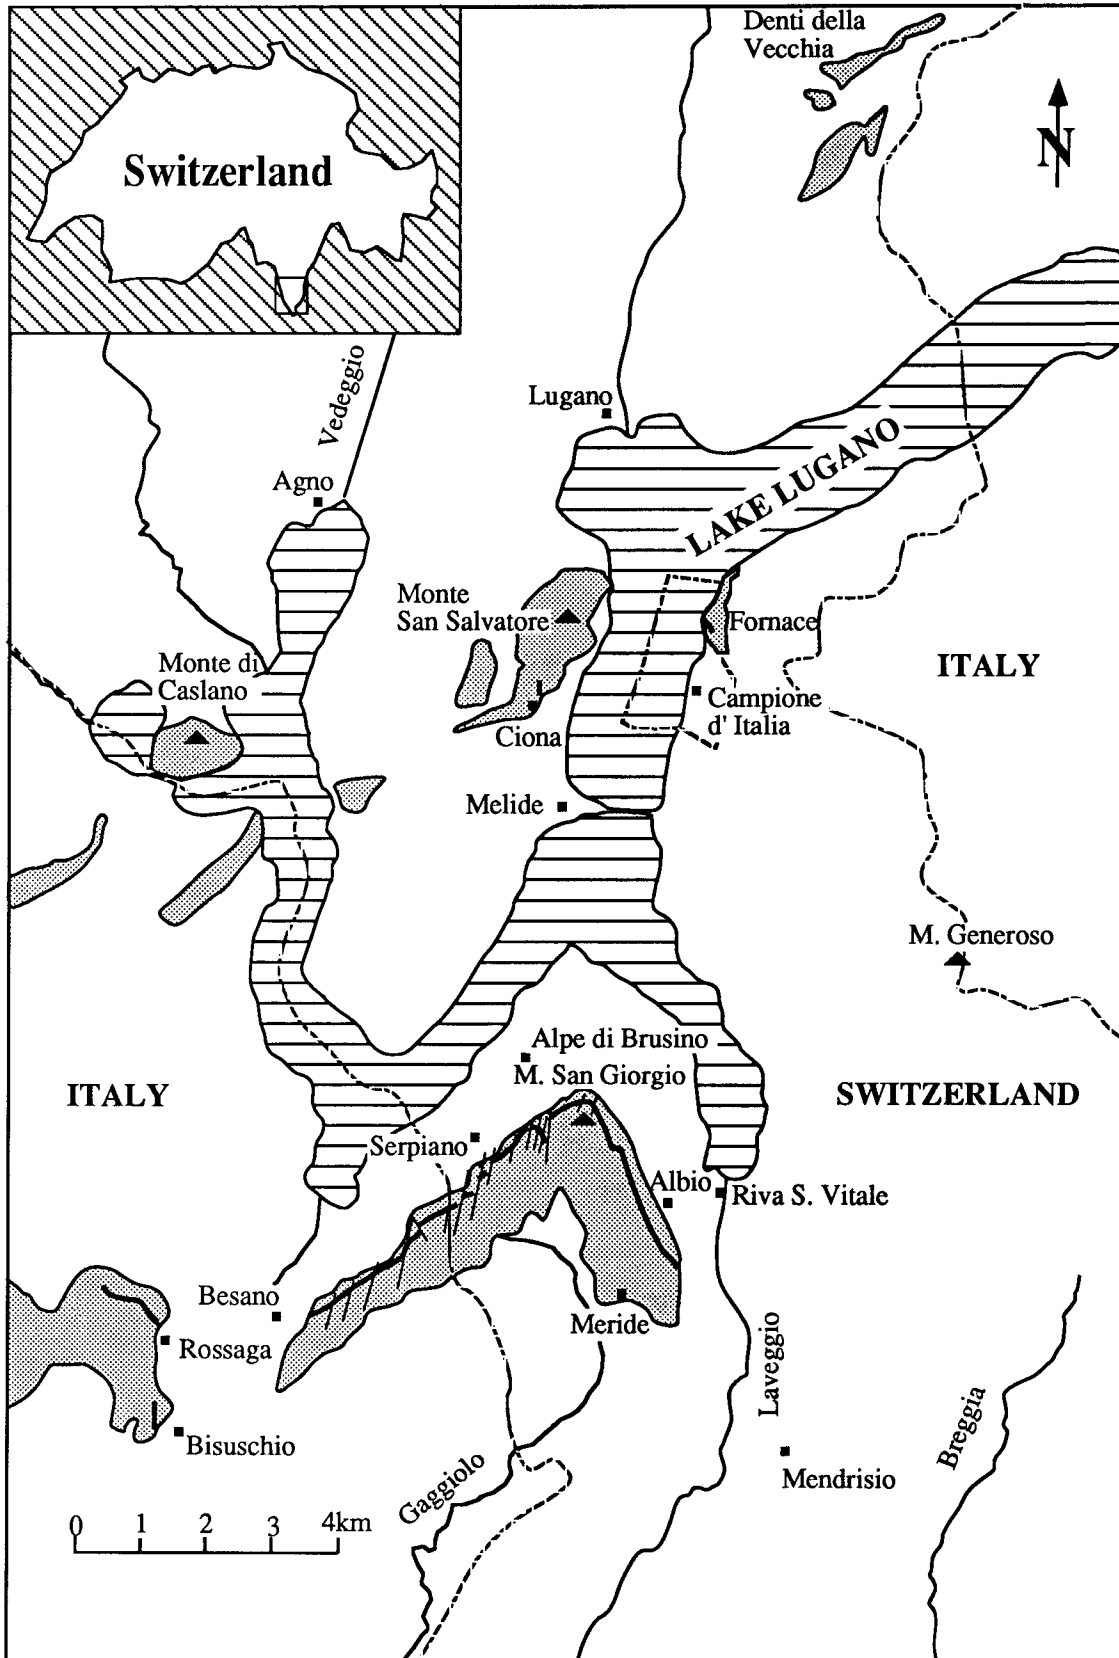 Denti della
Vecchia
N
Switzerland
Vedeggio
Lugano
LAKE LUGANO
Agno
Monte
San Salvatore
Fornace
ITALY
Monte di
Caslano
Campione
d' Italia
Ciona
Melide
M. Generoso
Alpe di Brusino
M. San Giorgio
ITALY
SWITZERLAND
Serpiano
Albio
Riva S. Vitale
Besano
Rossaga
Meride
Laveggio
Bisuschio
Breggia
Gaggiolo
Mendrisio
0 1 2 3 4km